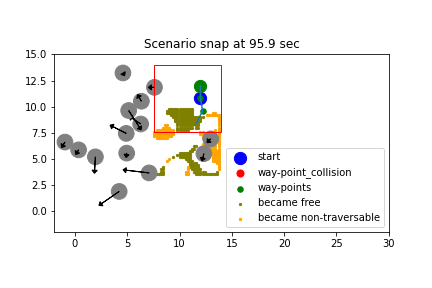 Scenario snap at 95.9 sec
15.0
12.5
10.0
7.5
5.0
2.5
0.0
0 5 10 15 20 25 30
start
way-point_collision
way-points
became free
became non-traversable